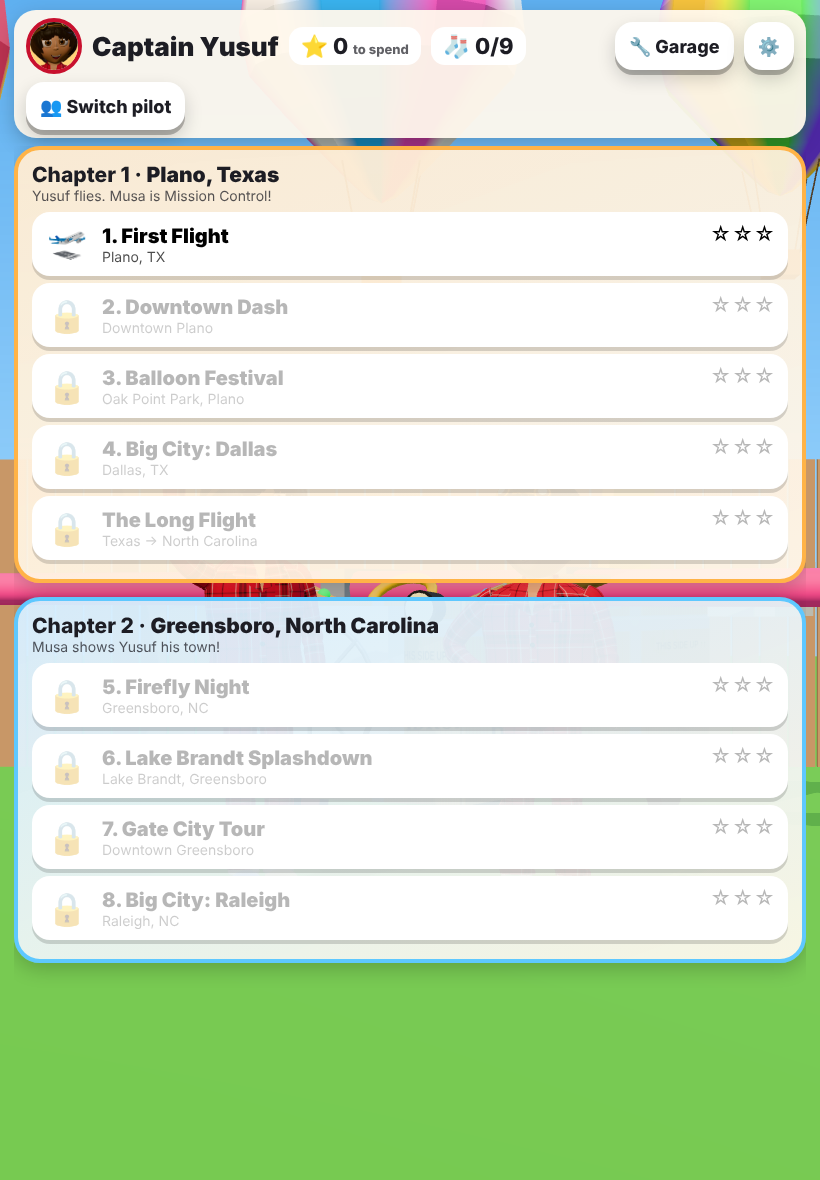 Captain Yusuf
0 to spend
0/9
Garage
Switch pilot
Chapter 1 · Plano, Texas
Yusuf flies. Musa is Mission Control!
1. First Flight
Plano, TX
2. Downtown Dash
Downtown Plano
3. Balloon Festival
Oak Point Park, Plano
4. Big City: Dallas
Dallas, TX
The Long Flight
Texas → North Carolina
Chapter 2 · Greensboro, North Carolina
Musa shows Yusuf his town!
5. Firefly Night
Greensboro, NC
6. Lake Brandt Splashdown
Lake Brandt, Greensboro
7. Gate City Tour
Downtown Greensboro
8. Big City: Raleigh
Raleigh, NC